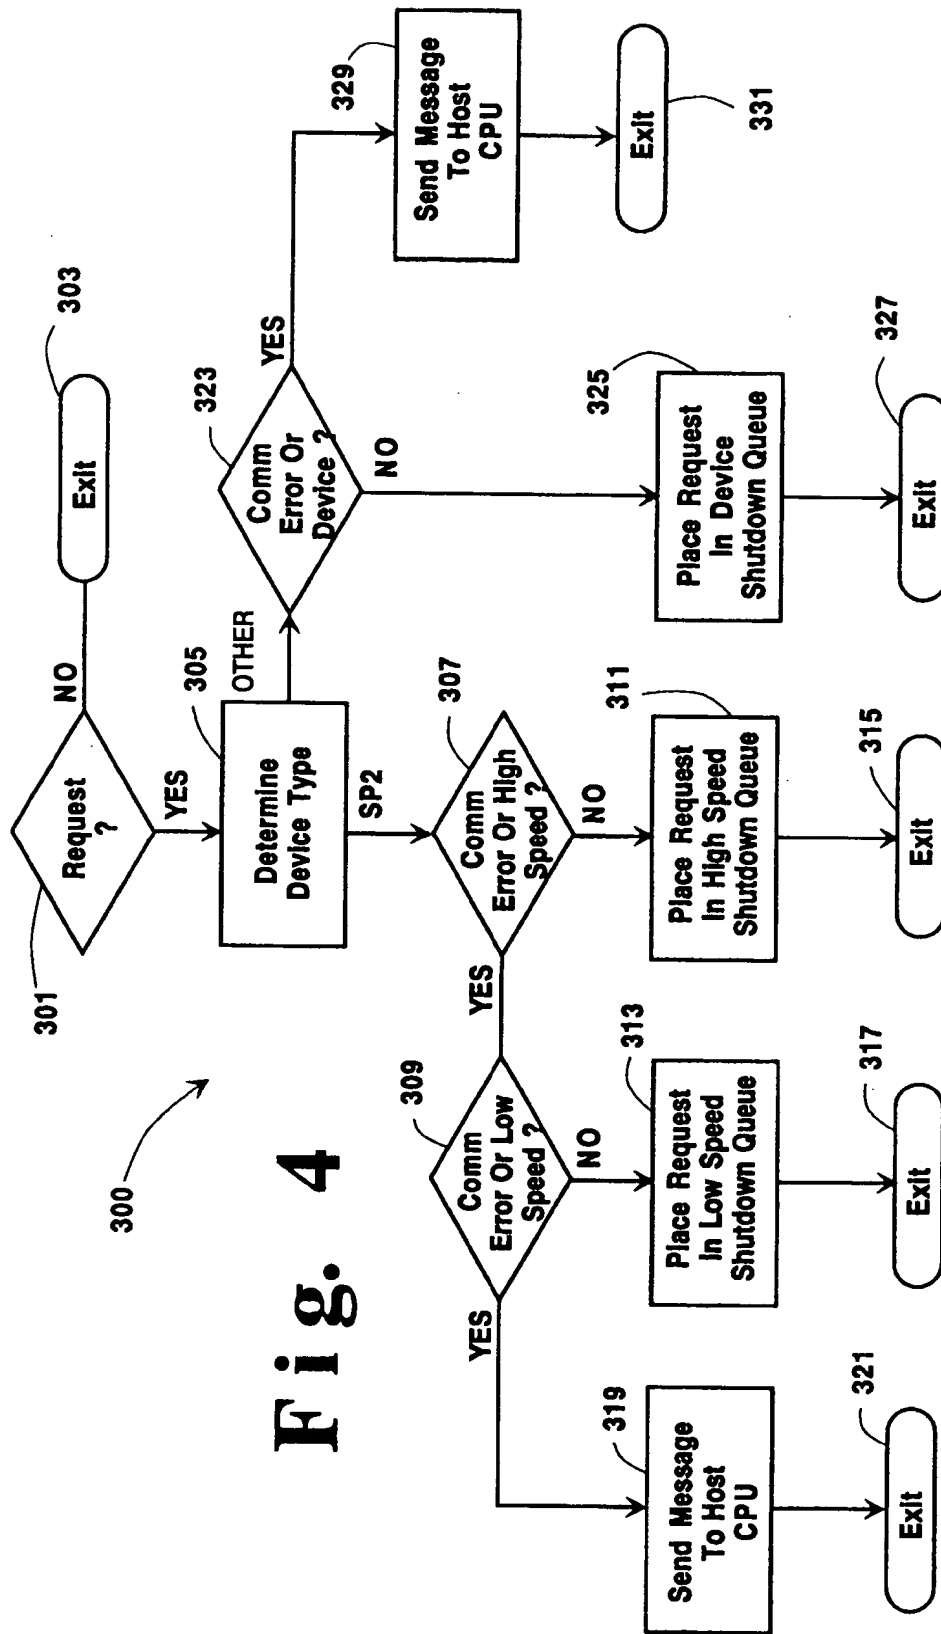 301
Request
?
NO
Exit
303
YES
305
Determine
Device Type
OTHER
SP2
323
Comm
Error Or
Device ?
YES
NO
329
Send Message
To Host
CPU
Exit
331
325
Place Request
In Device
Shutdown Queue
Exit
327
307
Comm
Error Or High
Speed ?
YES
NO
311
Place Request
In High Speed
Shutdown Queue
Exit
315
309
Comm
Error Or Low
Speed ?
YES
NO
313
Place Request
In Low Speed
Shutdown Queue
Exit
317
319
Send Message
To Host
CPU
Exit
321
300
Fig. 4